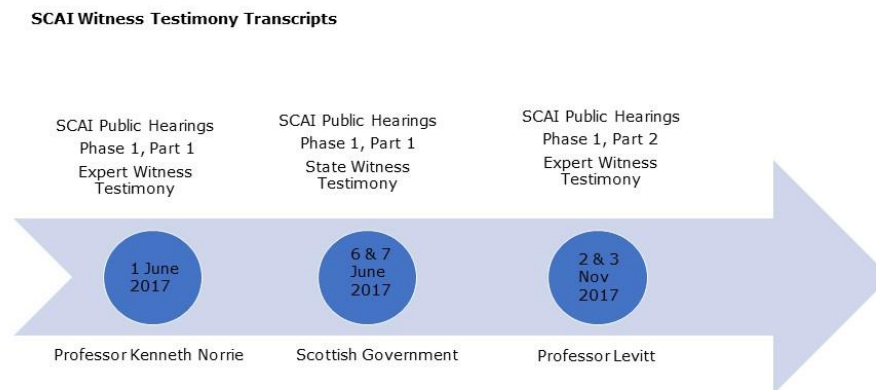 SCAI Witness Testimony Transcripts
SCAI Public Hearings
Phase 1, Part 1
Expert Witness
Testimony
SCAI Public Hearings
Phase 1, Part 1
State Witness
Testimony
SCAI Public Hearings
Phase 1, Part 2
Expert Witness
Testimony
1 June
2017
6 & 7
June
2017
2 & 3
Nov
2017
Professor Kenneth Norrie
Scottish Government
Professor Levitt